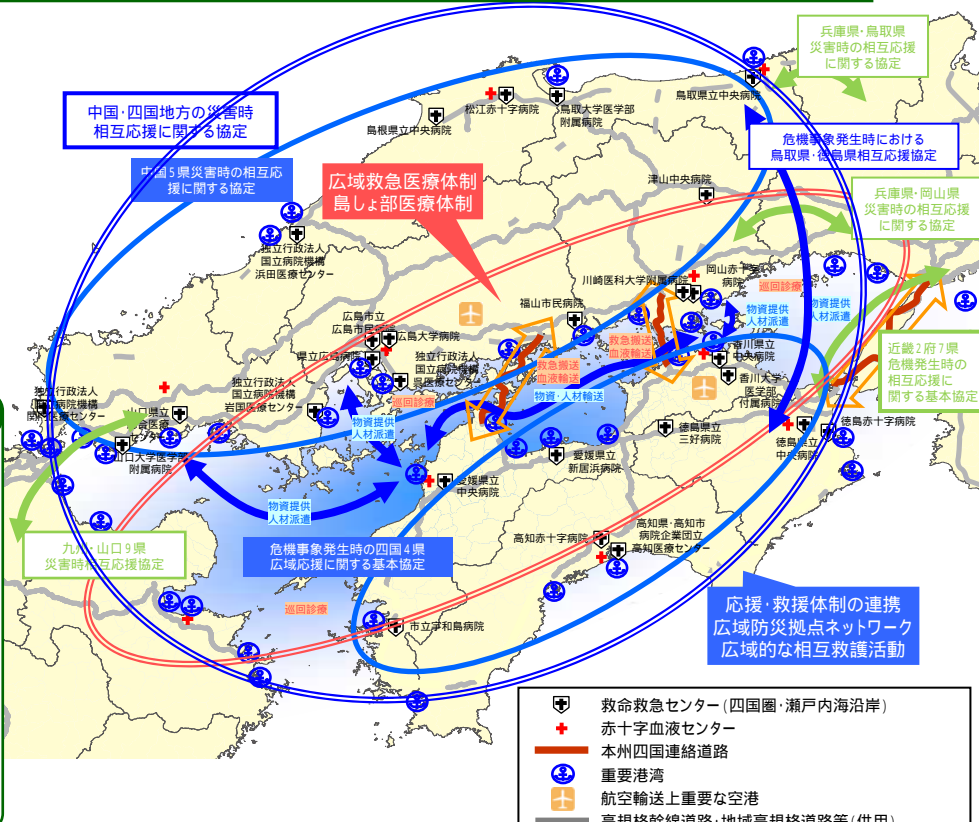 兵庫県・鳥取県
災害時の相互応援
に関する協定
中国・四国地方の災害時
相互応援に関する協定
中国5県災害時の相互応
援に関する協定
危機事象発生時における
鳥取県・徳島県相互応援協定
広域救急医療体制
島しょ部医療体制
兵庫県・岡山県
災害時の相互応援
に関する協定
近畿2府7県
危機発生時の
相互応援に
関する基本協定
九州・山口9県
災害時相互応援協定
危機事象発生時の四国4県
広域応援に関する基本協定
応援・救援体制の連携
広域防災拠点ネットワーク
広域的な相互救護活動
松江赤十字病院
島根県立中央病院
鳥取大学医学部
附属病院
鳥取県立中央病院
津山中央病院
独立行政法人
国立病院機構
浜田医療センター
川崎医科大学附属病院
岡山赤十字
病院
福山市民病院
広島市立
広島市民病院
広島大学病院
県立広島病院
独立行政法人
国立病院機構
呉医療センター
独立行政法人
国立病院機構
岩国医療センター
独立行政法人
国立病院機構
関門医療センター
山口大学医学部
附属病院
香川県立
中央病院
香川大学
医学部
附属病院
徳島県立
三好病院
徳島赤十字病院
徳島県立
中央病院
愛媛県立
新居浜病院
愛媛県立
中央病院
高知赤十字病院
高知県・高知市
病院企業団立
高知医療センター
市立宇和島病院
巡回診療
物資提供
人材派遣
物資提供
人材派遣
救急搬送
血液輸送
救急搬送
血液輸送
物資・人材輸送
巡回診療
物資提供
人材派遣
物資提供
人材派遣
巡回診療
救命救急センター(四国圏・瀬戸内海沿岸)
赤十字血液センター
本州四国連絡道路
重要港湾
航空輸送上重要な空港
高規格幹線道路・地域高規格道路等(供用)